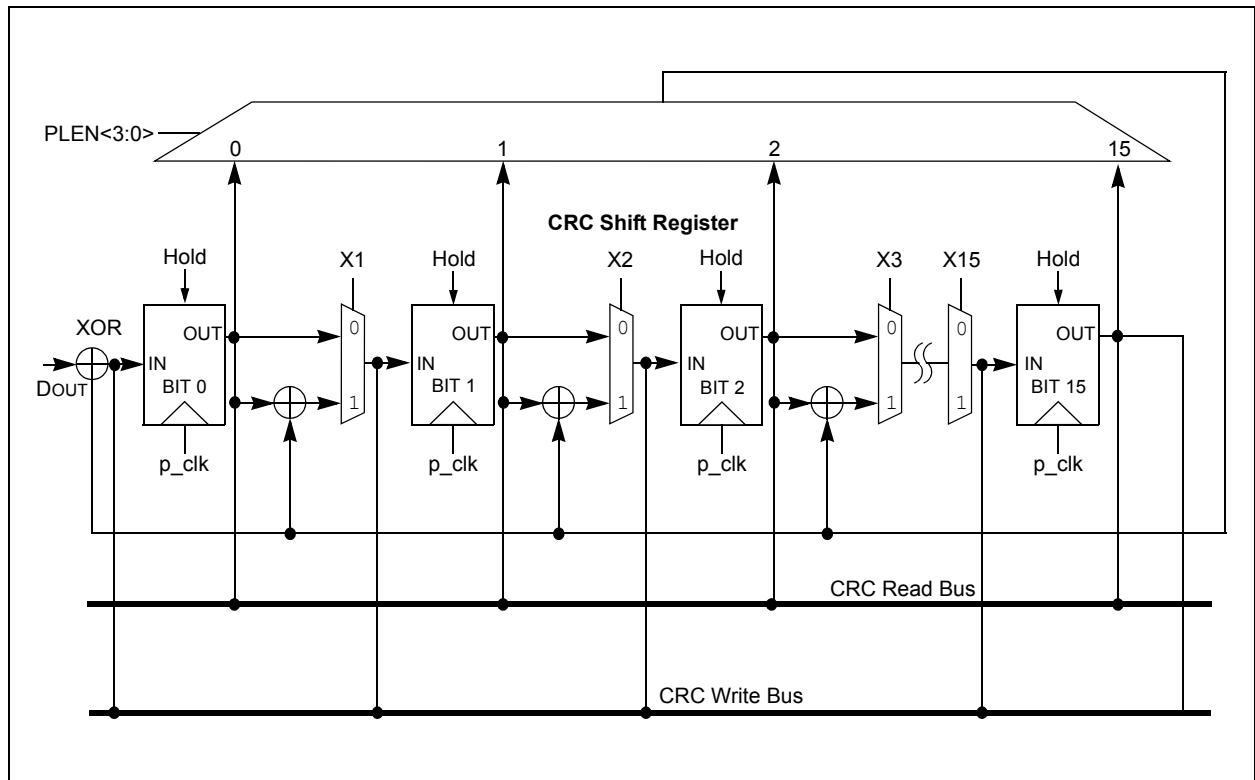 PLEN<3:0>
0 1 2 15
CRC Shift Register
Hold X1 Hold X2 Hold X3 X15 Hold
XOR
OUT 0 OUT 0 OUT 0 0 OUT
IN IN IN IN
DOUT
BIT 0 1 BIT 1 1 BIT 2 1 1 BIT 15
p_clk p_clk p_clk p_clk
CRC Read Bus
CRC Write Bus